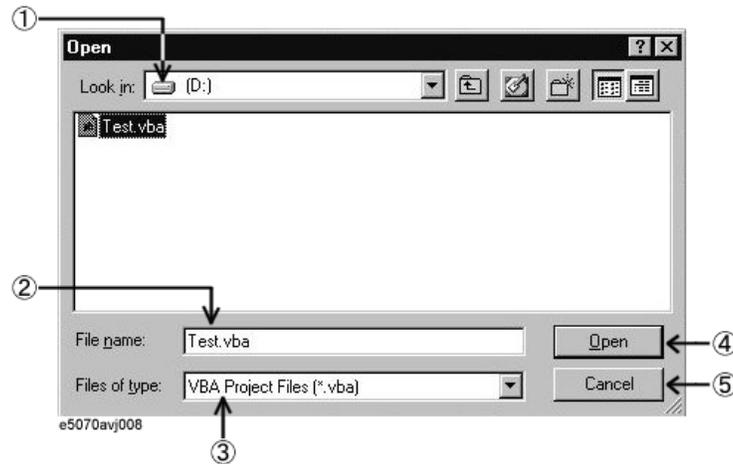 ①
Open
Look in: (D:)
Test.vba
②
File name: Test.vba Open ④
Files of type: VBA Project Files (*.vba) Cancel ⑤
e5070avj008
③